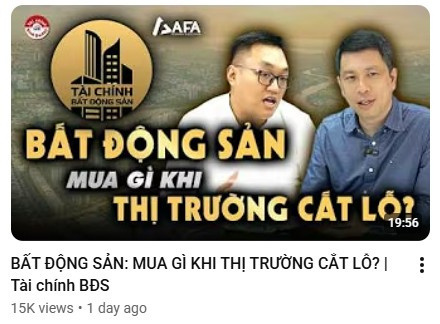 AFA
TÀI CHÍNH
BẤT ĐỘNG SẢN
BẤT ĐỘNG SẢN
MUA GÌ KHI
THỊ TRƯỜNG CẮT LỖ?
19:56
BẤT ĐỘNG SẢN: MUA GÌ KHI THỊ TRƯỜNG CẮT LỖ? |
Tài chính BĐS
15K views • 1 day ago